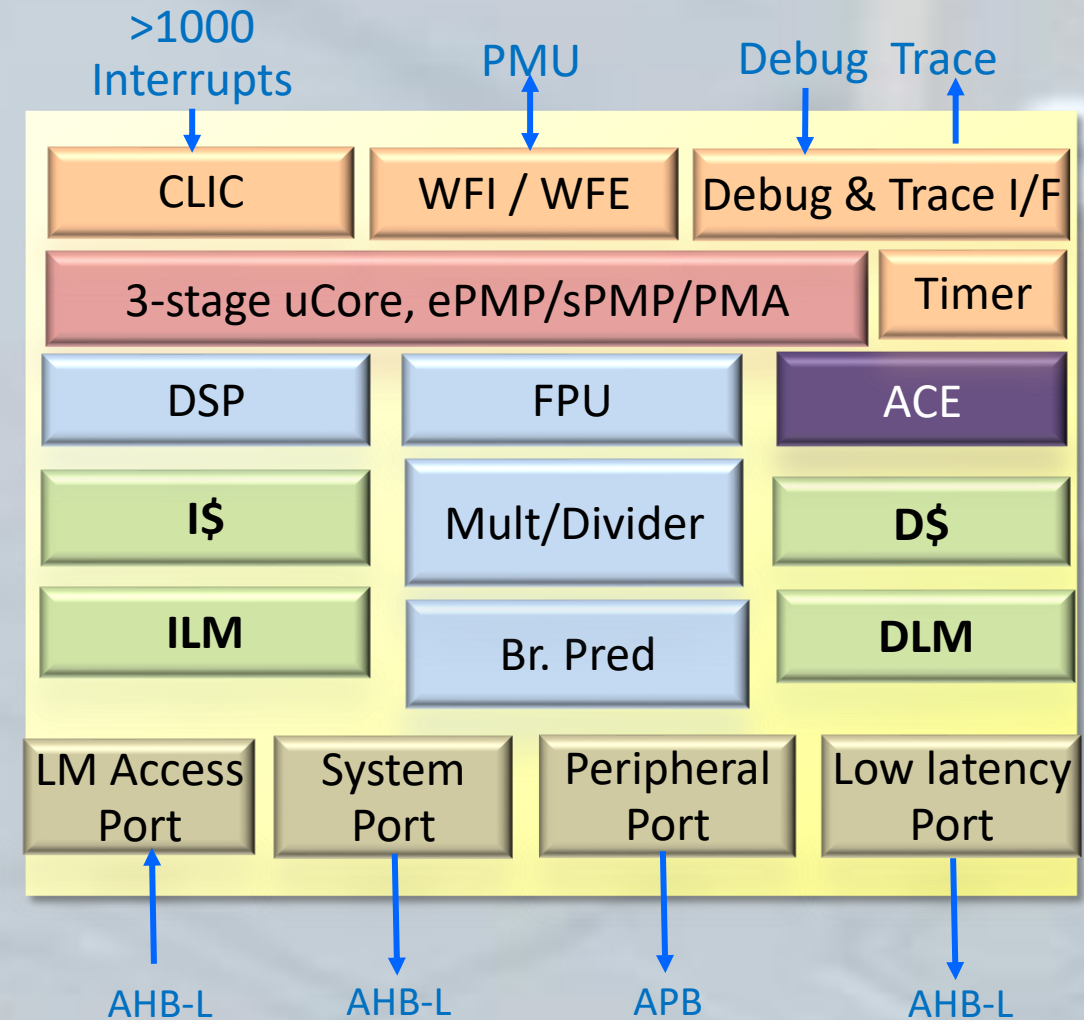 >1000
Interrupts
PMU
Debug Trace
CLIC
WFI / WFE
Debug & Trace I/F
3-stage uCore, ePMP/sPMP/PMA
Timer
DSP
FPU
ACE
I$
Mult/Divider
D$
ILM
Br. Pred
DLM
LM Access
Port
System
Port
Peripheral
Port
Low latency
Port
AHB-L
AHB-L
APB
AHB-L